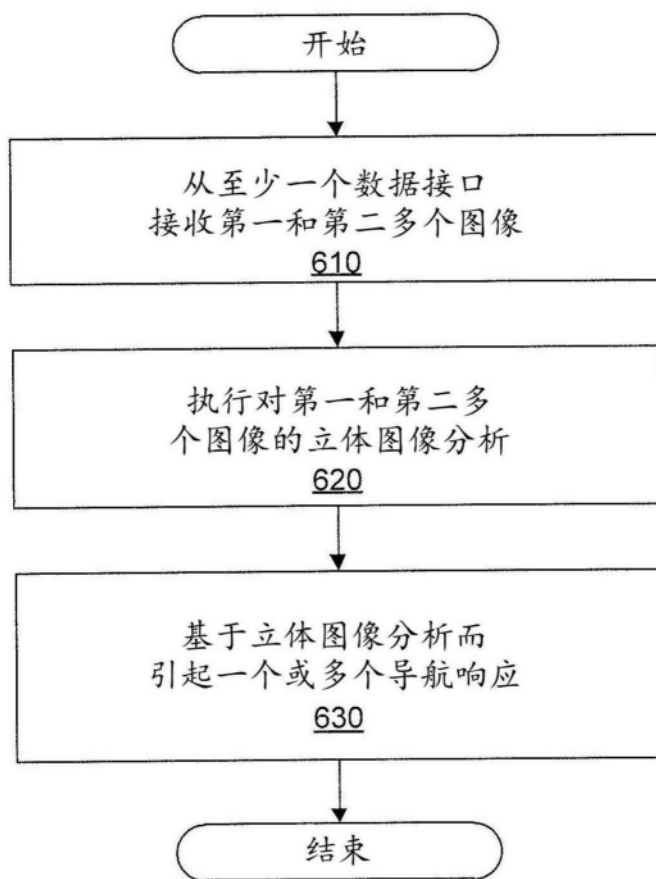 开始
从至少一个数据接口
接收第一和第二多个图像
610
执行对第一和第二多
个图像的立体图像分析
620
基于立体图像分析而
引起一个或多个导航响应
630
结束